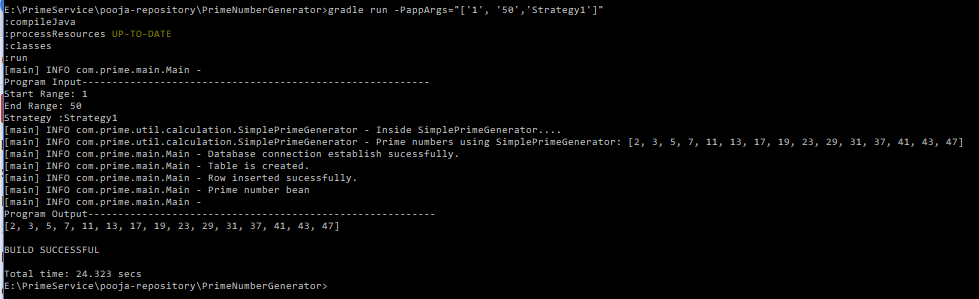 E:\PrimeService\pooja-repository\PrimeNumberGenerator>gradle run -PappArgs="['1', '50','Strategy1']"
:compileJava
:processResources UP-TO-DATE
:classes
:run
[main] INFO com.prime.main.Main -
Program Input----------------------------------------------------------
Start Range: 1
End Range: 50
Strategy :Strategy1
[main] INFO com.prime.util.calculation.SimplePrimeGenerator - Inside SimplePrimeGenerator....
[main] INFO com.prime.util.calculation.SimplePrimeGenerator - Prime numbers using SimplePrimeGenerator: [2, 3, 5, 7, 11, 13, 17, 19, 23, 29, 31, 37, 41, 43, 47]
[main] INFO com.prime.main.Main - Database connection establish sucessfully.
[main] INFO com.prime.main.Main - Table is created.
[main] INFO com.prime.main.Main - Row inserted sucessfully.
[main] INFO com.prime.main.Main - Prime number bean
[main] INFO com.prime.main.Main -
Program Output----------------------------------------------------------
[2, 3, 5, 7, 11, 13, 17, 19, 23, 29, 31, 37, 41, 43, 47]
BUILD SUCCESSFUL
Total time: 24.323 secs
E:\PrimeService\pooja-repository\PrimeNumberGenerator>